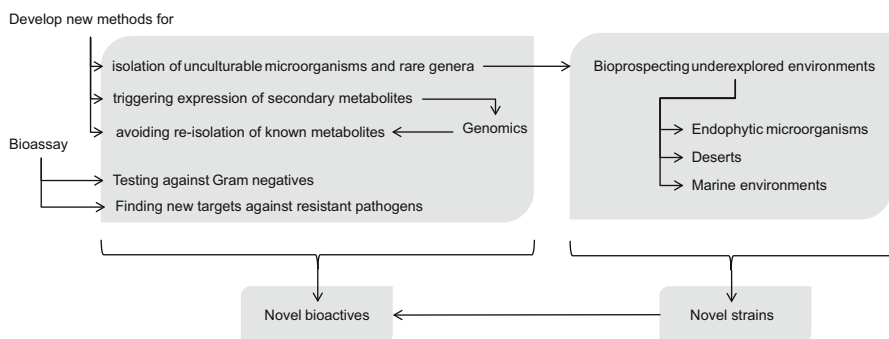 Develop new methods for
isolation of unculturable microorganisms and rare genera
Bioprospecting underexplored environments
triggering expression of secondary metabolites
Genomics
avoiding re-isolation of known metabolites
Endophytic microorganisms
Bioassay
Deserts
Testing against Gram negatives
Marine environments
Finding new targets against resistant pathogens
Novel bioactives
Novel strains